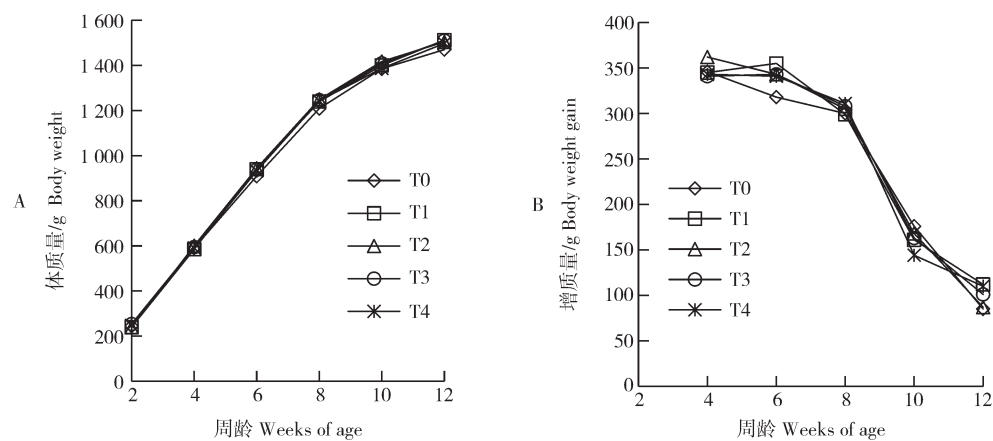 A
体质量/g Body weight
1 600
1 400
1 200
1 000
800
600
400
200
0
2 4 6 8 10 12
周龄 Weeks of age
T0
T1
T2
T3
T4
B
增质量/g Body weight gain
400
350
300
250
200
150
100
50
0
2 4 6 8 10 12
周龄 Weeks of age
T0
T1
T2
T3
T4